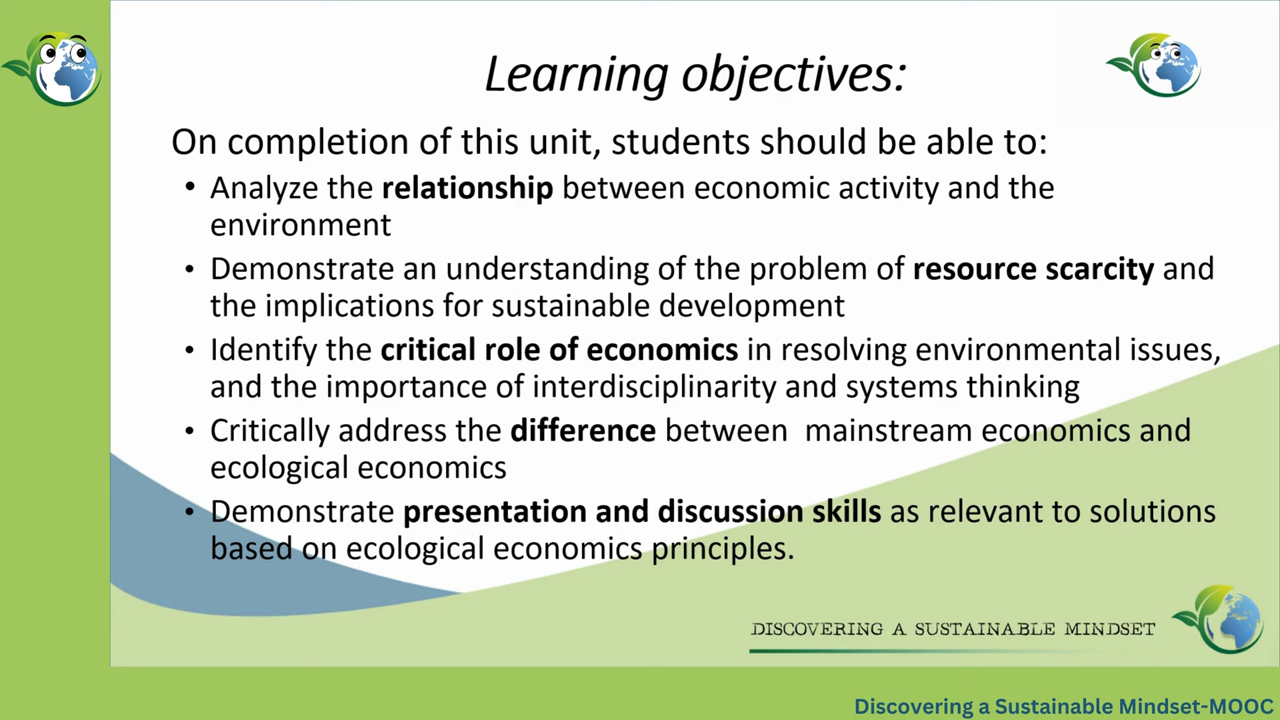 Learning objectives:
On completion of this unit, students should be able to:
• Analyze the relationship between economic activity and the
environment
• Demonstrate an understanding of the problem of resource scarcity and
the implications for sustainable development
• Identify the critical role of economics in resolving environmental issues,
and the importance of interdisciplinarity and systems thinking
• Critically address the difference between  mainstream economics and
ecological economics
• Demonstrate presentation and discussion skills as relevant to solutions
based on ecological economics principles.
DISCOVERING A SUSTAINABLE MINDSET
Discovering a Sustainable Mindset-MOOC